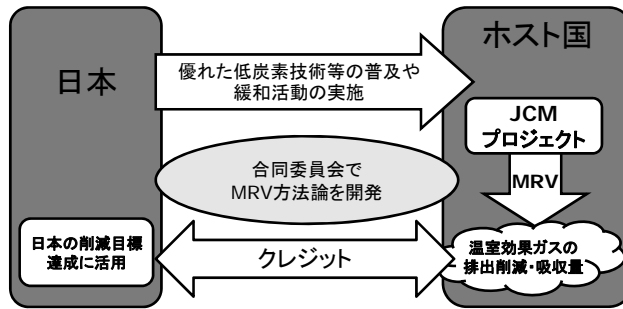 日本
優れた低炭素技術等の普及や
緩和活動の実施
ホスト国
JCM
プロジェクト
MRV
合同委員会で
MRV方法論を開発
日本の削減目標
達成に活用
クレジット
温室効果ガスの
排出削減・吸収量